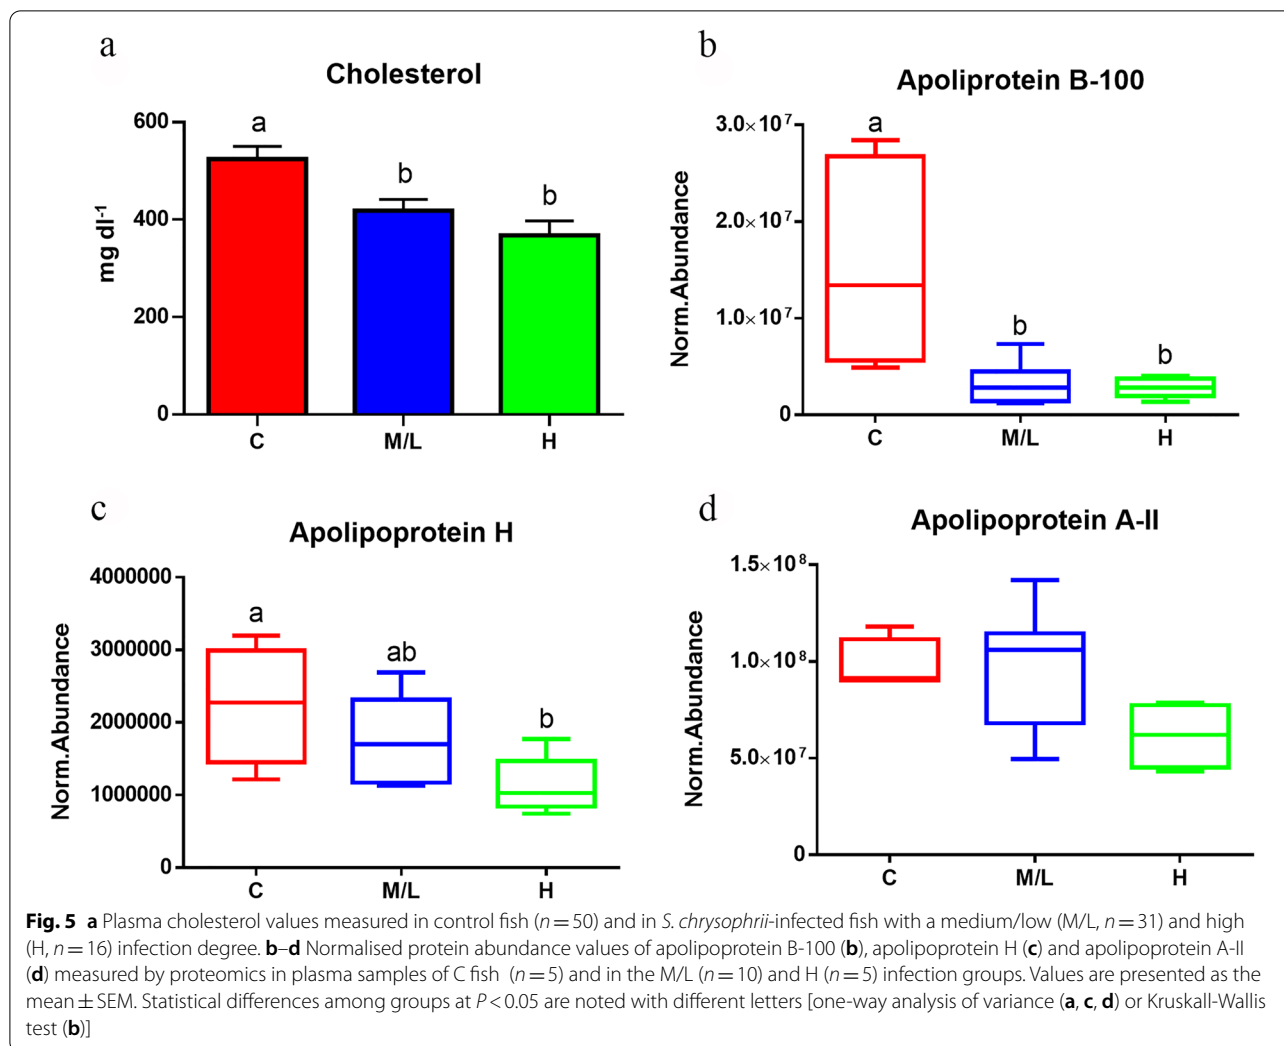 a
Cholesterol
600
400
200
0
mg dl-1
a
b
b
C M/L H
b
Apoliprotein B-100
3.0×10⁷
2.0×10⁷
1.0×10⁷
0
Norm.Abundance
a
b
b
C M/L H
c
Apolipoprotein H
4000000
3000000
2000000
1000000
0
Norm.Abundance
a
ab
b
C M/L H
d
Apolipoprotein A-II
1.5×10⁸
1.0×10⁸
5.0×10⁷
0
Norm.Abundance
C M/L H
Fig. 5 a Plasma cholesterol values measured in control fish (n = 50) and in S. chrysophrii-infected fish with a medium/low (M/L, n = 31) and high
(H, n = 16) infection degree. b–d Normalised protein abundance values of apolipoprotein B-100 (b), apolipoprotein H (c) and apolipoprotein A-II
(d) measured by proteomics in plasma samples of C fish (n = 5) and in the M/L (n = 10) and H (n = 5) infection groups. Values are presented as the
mean ± SEM. Statistical differences among groups at P < 0.05 are noted with different letters [one-way analysis of variance (a, c, d) or Kruskall-Wallis
test (b)]